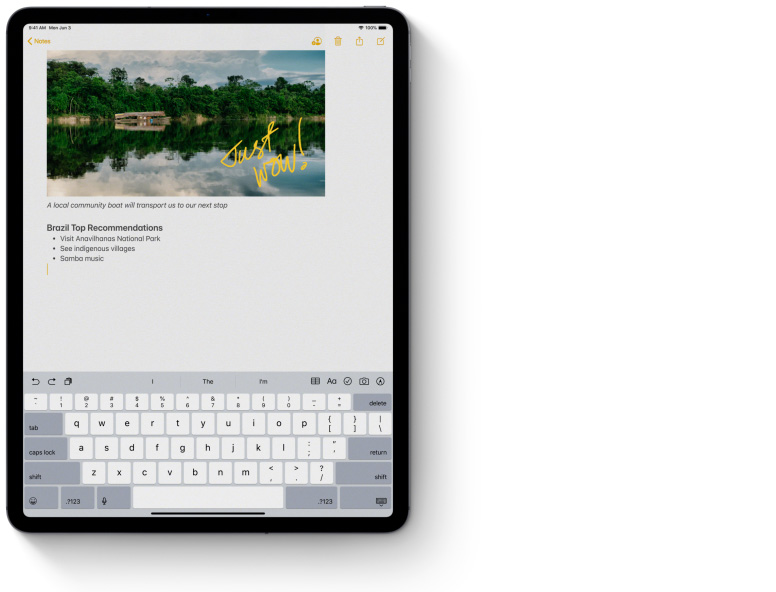 9:41 AM Mon Jun 3
100%
Notes
Just
wow!
A local community boat will transport us to our next stop
Brazil Top Recommendations
• Visit Anavilhanas National Park
• See indigenous villages
• Samba music
I The I'm
Aa
~ ! @ # $ % ^ & * ( ) _ +
` 1 2 3 4 5 6 7 8 9 0 - = delete
tab q w e r t y u i o p { } |
[ ] \
caps lock a s d f g h j k l : " return
; '
shift z x c v b n m < > ? shift
, . /
.?123 .?123